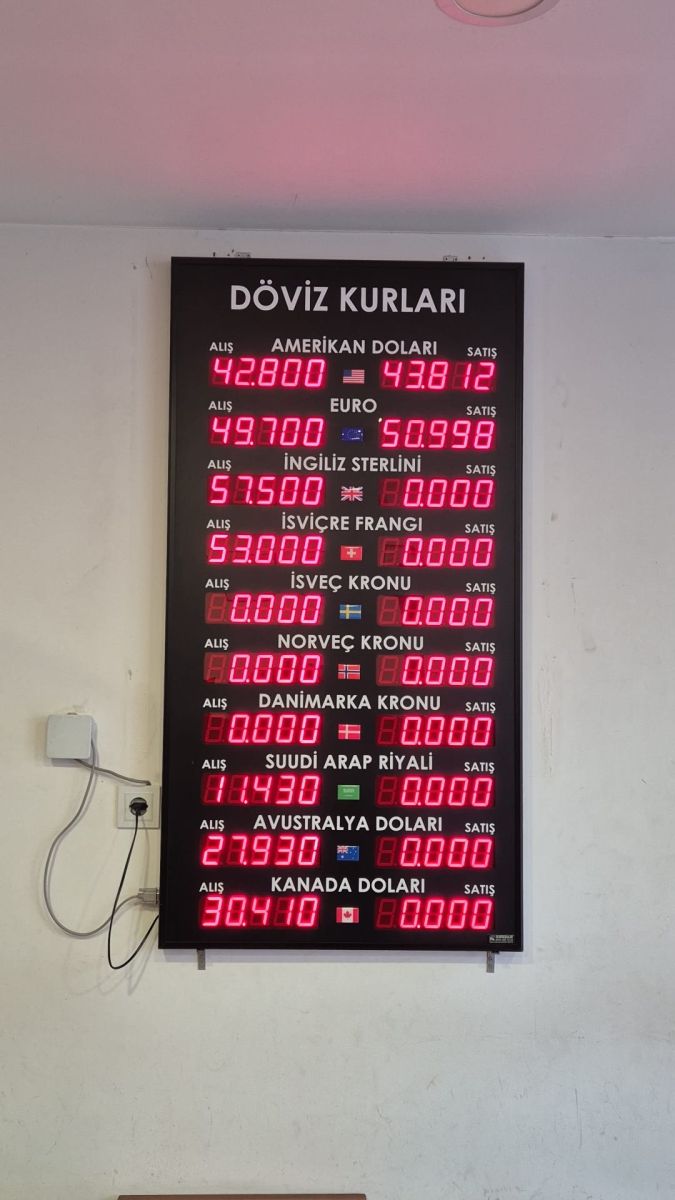 DÖVİZ KURLARI
ALIŞ AMERİKAN DOLARI SATIŞ
42.800 43.812
ALIŞ EURO SATIŞ
49.700 50.998
ALIŞ İNGİLİZ STERLİNİ SATIŞ
57.500 0.000
ALIŞ İSVİÇRE FRANGI SATIŞ
53.000 0.000
ALIŞ İSVEÇ KRONU SATIŞ
0.000 0.000
ALIŞ NORVEÇ KRONU SATIŞ
0.000 0.000
ALIŞ DANİMARKA KRONU SATIŞ
0.000 0.000
ALIŞ SUUDİ ARAP RİYALİ SATIŞ
11.430 0.000
ALIŞ AVUSTRALYA DOLARI SATIŞ
27.930 0.000
ALIŞ KANADA DOLARI SATIŞ
30.410 0.000